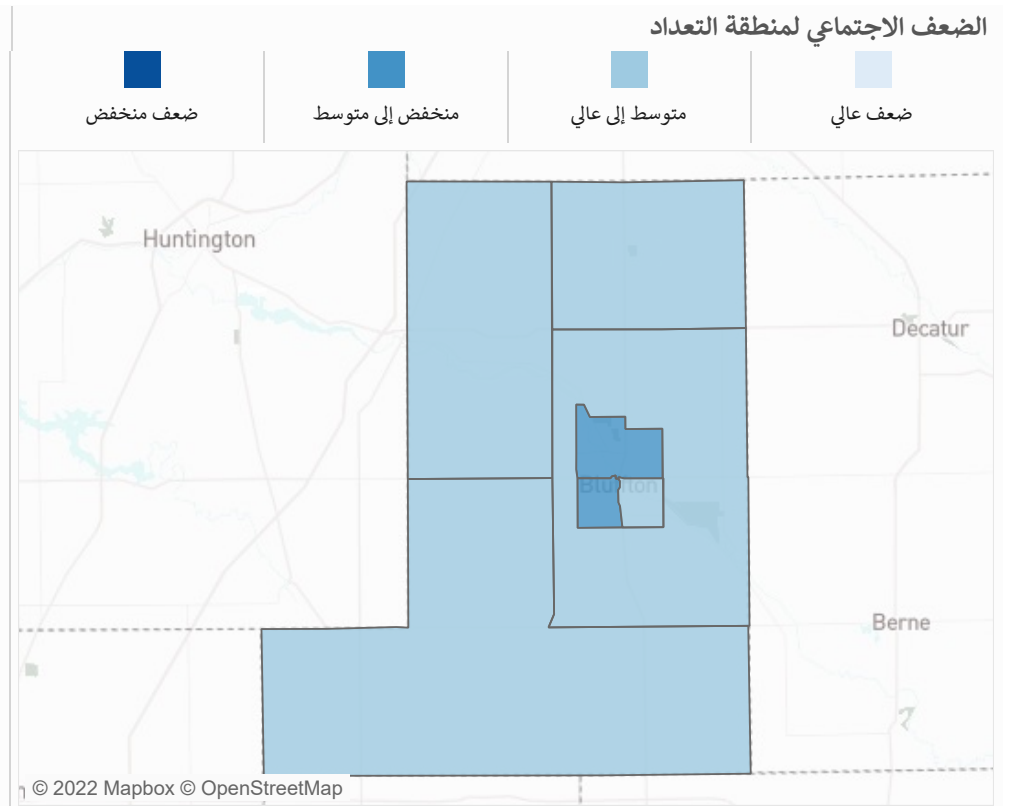 الضعف الاجتماعي لمنطقة التعداد
ضعف عالي
متوسط إلى عالي
منخفض إلى متوسط
ضعف منخفض
Huntington
Decatur
Bluffton
Berne
© 2022 Mapbox © OpenStreetMap